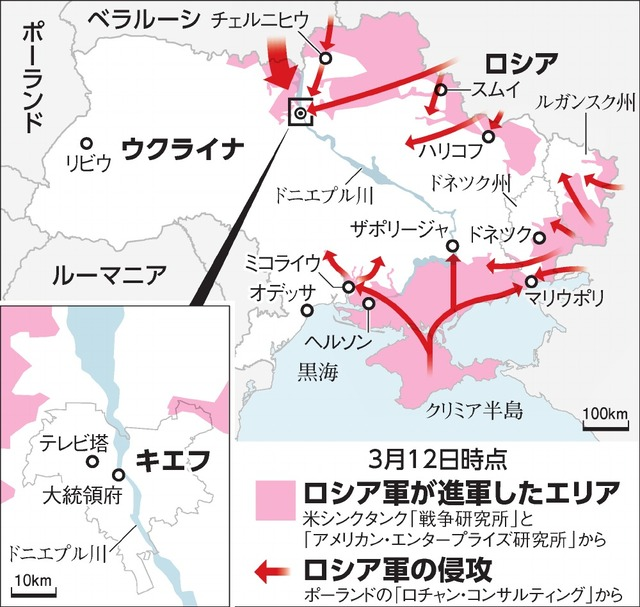 ベラルーシ
チェルニヒウ
ポーランド
ロシア
スムイ
ルガンスク州
リビウ
ウクライナ
ハリコフ
ドニエプル川
ドネツク州
ザポリージャ
ドネツク
ルーマニア
ミコライウ
オデッサ
マリウポリ
ヘルソン
黒海
クリミア半島
100km
テレビ塔
キエフ
大統領府
ドニエプル川
10km
3月12日時点
ロシア軍が進軍したエリア
米シンクタンク「戦争研究所」と
「アメリカン・エンタープライズ研究所」から
ロシア軍の侵攻
ポーランドの「ロチャン・コンサルティング」から